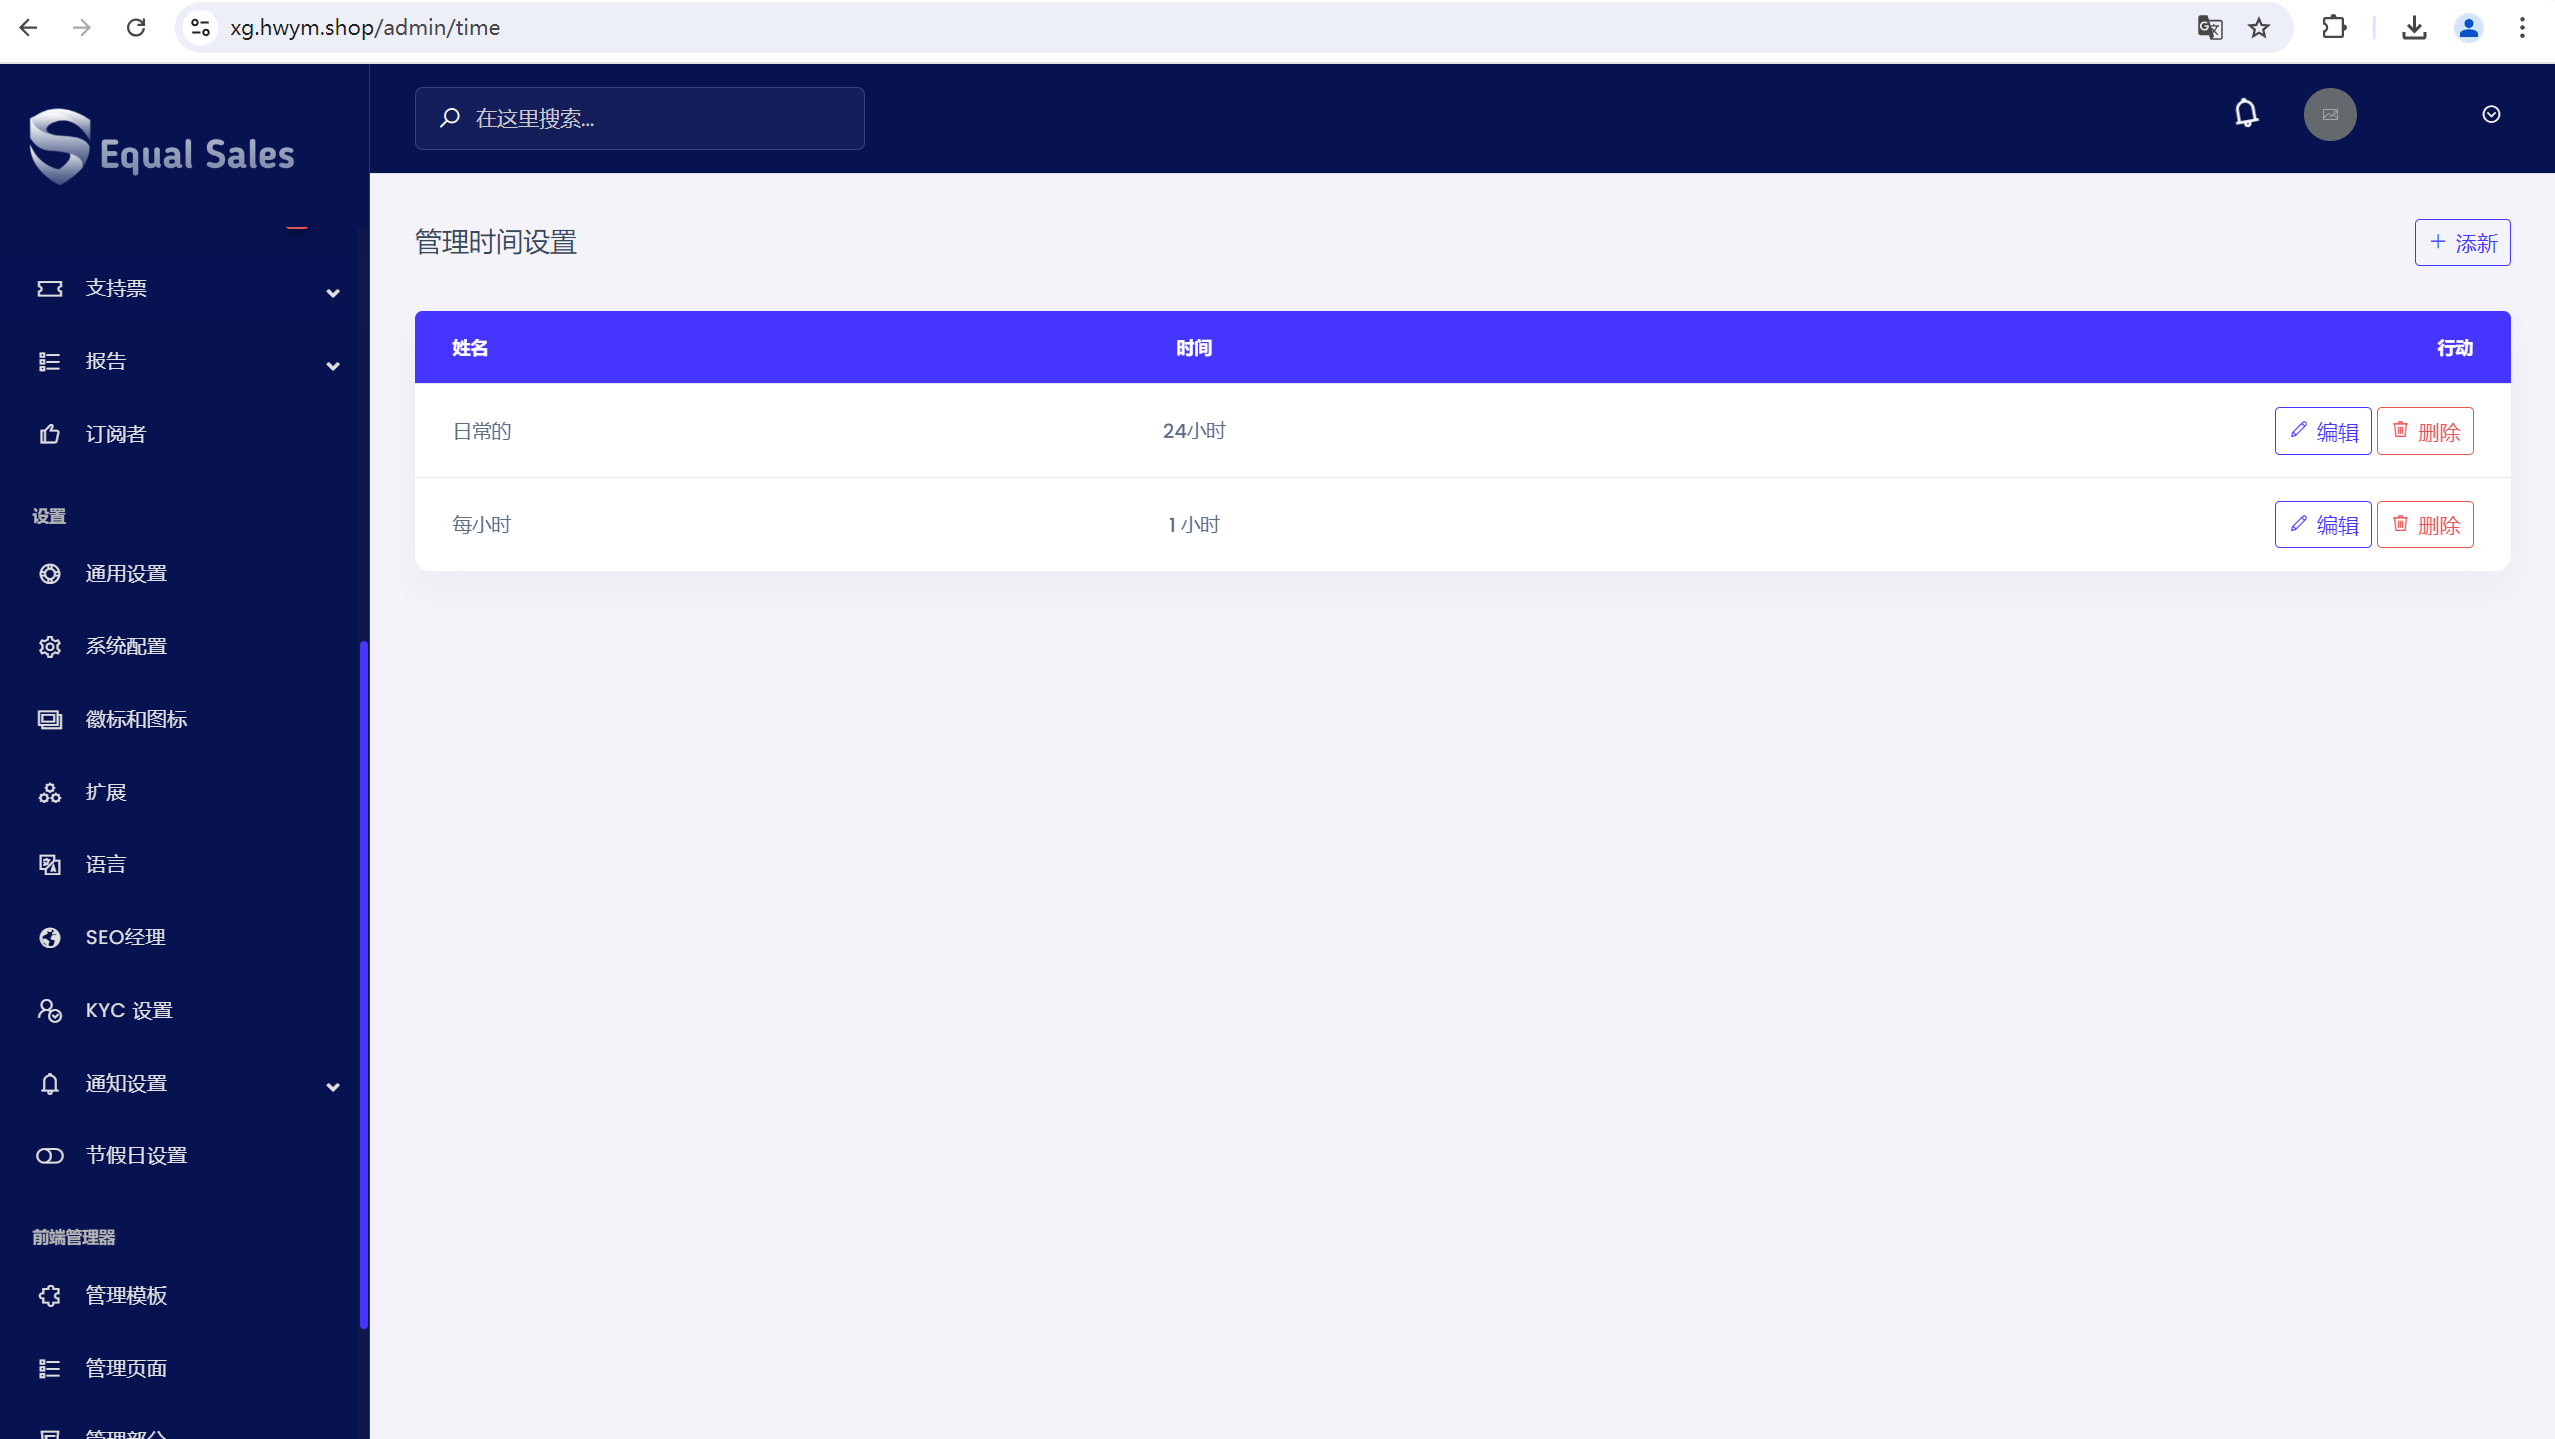 xg.hwym.shop/admin/time
Equal Sales
在这里搜索...
支持票
报告
订阅者
设置
通用设置
系统配置
徽标和图标
扩展
语言
SEO经理
KYC 设置
通知设置
节假日设置
前端管理器
管理模板
管理页面
管理部分
管理时间设置
添新
姓名 时间 行动
日常的 24小时 编辑 删除
每小时 1 小时 编辑 删除